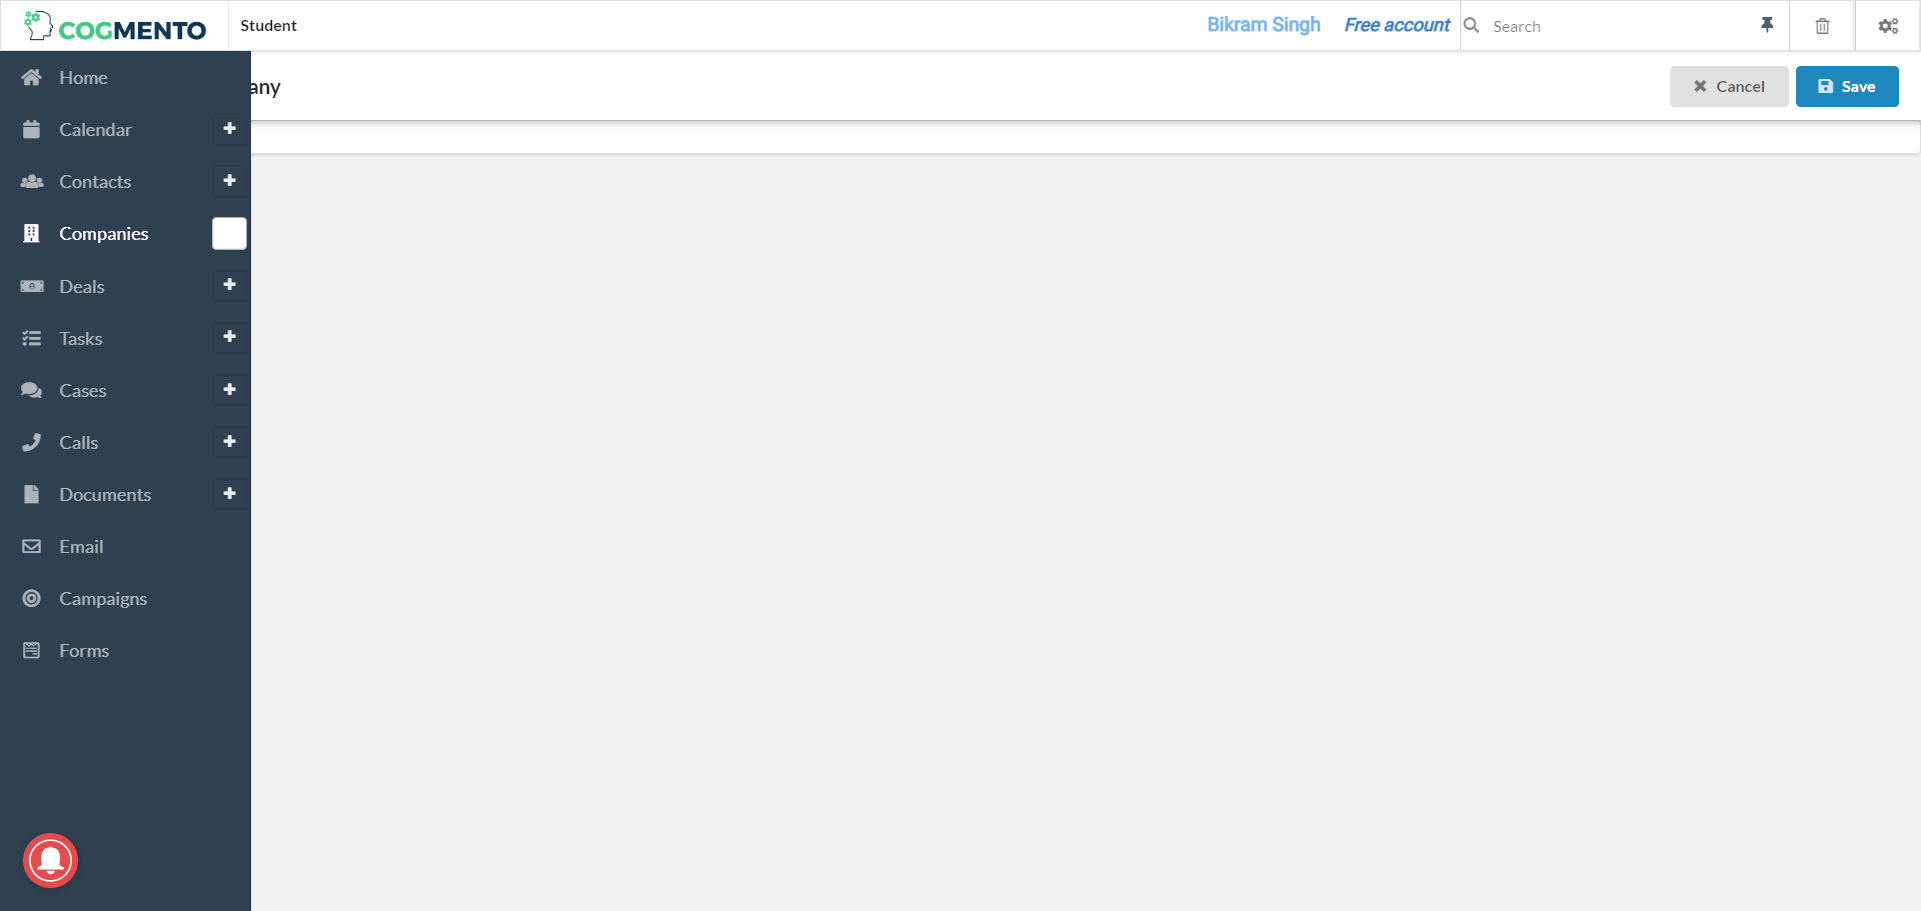 COGMENTO
Student
Bikram Singh
Free account
Search
Home
any
Cancel
Save
Calendar
Contacts
Companies
Deals
Tasks
Cases
Calls
Documents
Email
Campaigns
Forms